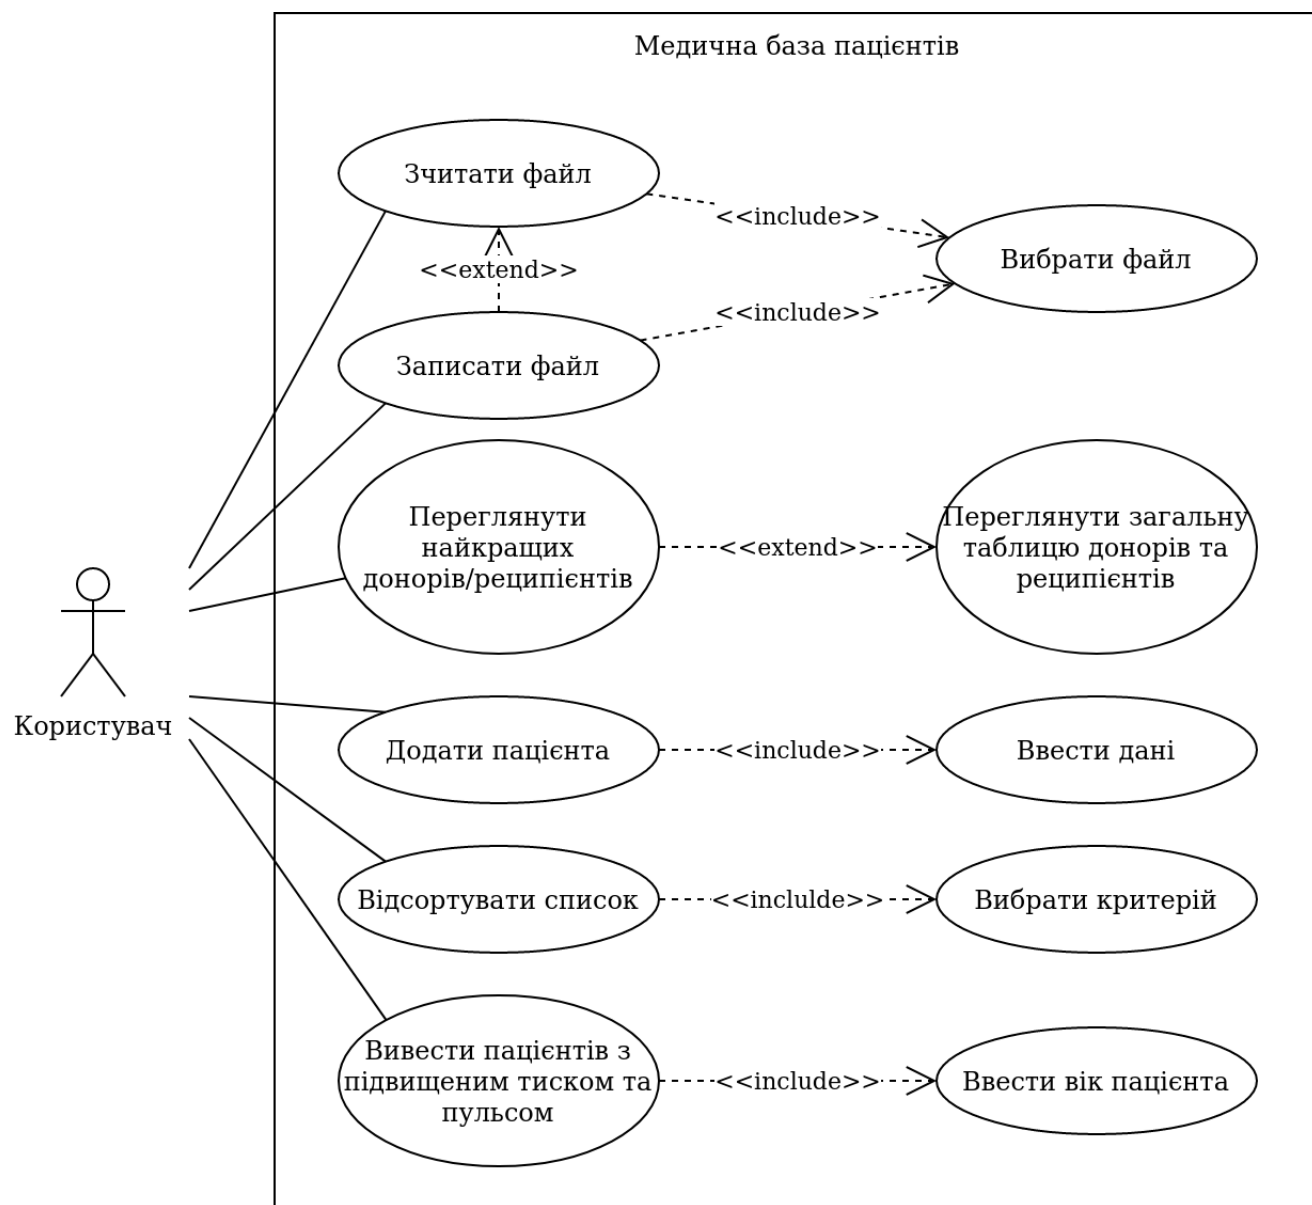 Медична база пацієнтів
Зчитати файл
<<include>>
Вибрати файл
<<extend>>
<<include>>
Записати файл
Переглянути
найкращих
донорів/реципієнтів
<<extend>>
Переглянути загальну
таблицю донорів та
реципієнтів
Користувач
Додати пацієнта
<<include>>
Ввести дані
Відсортувати список
<<inclulde>>
Вибрати критерій
Вивести пацієнтів з
підвищеним тиском та
пульсом
<<include>>
Ввести вік пацієнта